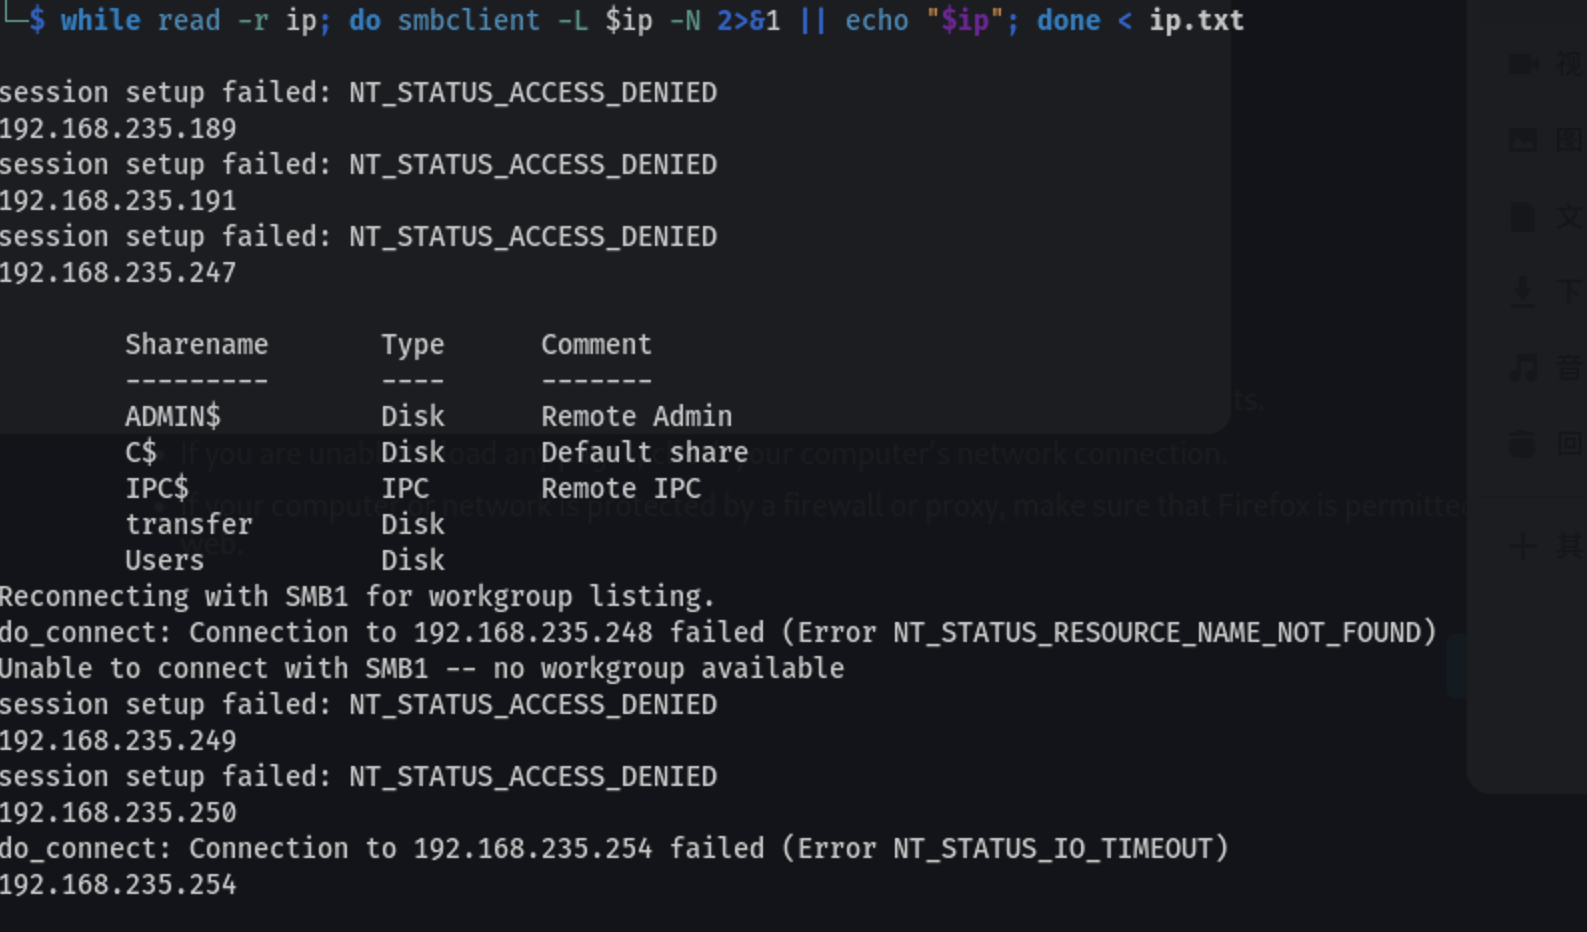 └─$ while read -r ip; do smbclient -L $ip -N 2>&1 || echo "$ip"; done < ip.txt
视
session setup failed: NT_STATUS_ACCESS_DENIED
192.168.235.189
图
session setup failed: NT_STATUS_ACCESS_DENIED
192.168.235.191
文
session setup failed: NT_STATUS_ACCESS_DENIED
192.168.235.247
下
Sharename Type Comment
音
--------- ---- -------
ADMIN$ Disk Remote Admin
ts.
C$ Disk Default share
回
If you are unab oad an your computer's network connection.
IPC$ IPC Remote IPC
If your compute network is protected by a firewall or proxy, make sure that Firefox is permitted
transfer Disk
web.
其
Users Disk
Reconnecting with SMB1 for workgroup listing.
do_connect: Connection to 192.168.235.248 failed (Error NT_STATUS_RESOURCE_NAME_NOT_FOUND)
Unable to connect with SMB1 -- no workgroup available
session setup failed: NT_STATUS_ACCESS_DENIED
192.168.235.249
session setup failed: NT_STATUS_ACCESS_DENIED
192.168.235.250
do_connect: Connection to 192.168.235.254 failed (Error NT_STATUS_IO_TIMEOUT)
192.168.235.254